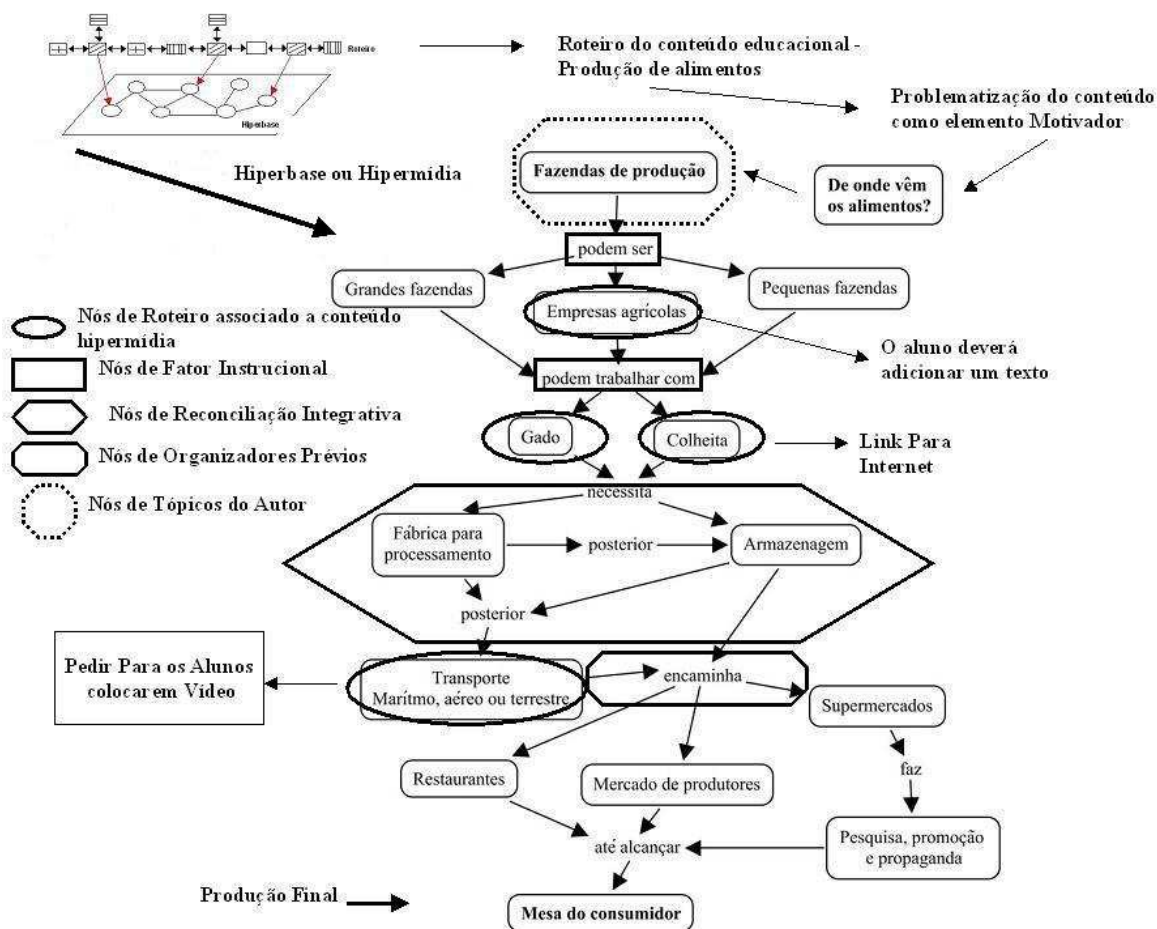 Roteiro
Hiperbase
Roteiro do conteúdo educacional -
Produção de alimentos
Problematização do conteúdo
como elemento Motivador
Hiperbase ou Hipermídia
Fazendas de produção
De onde vêm
os alimentos?
podem ser
Grandes fazendas
Pequenas fazendas
Empresas agrícolas
Nós de Roteiro associado a conteúdo
hipermídia
O aluno deverá
adicionar um texto
Nós de Fator Instrucional
podem trabalhar com
Nós de Reconciliação Integrativa
Gado
Colheita
Link Para
Internet
Nós de Organizadores Prévios
Nós de Tópicos do Autor
necessita
Fábrica para
processamento
posterior
Armazenagem
posterior
Pedir Para os Alunos
colocarem Vídeo
Transporte
Marítmo, aéreo ou terrestre
encaminha
Supermercados
Restaurantes
Mercado de produtores
faz
até alcançar
Pesquisa, promoção
e propaganda
Produção Final
Mesa do consumidor